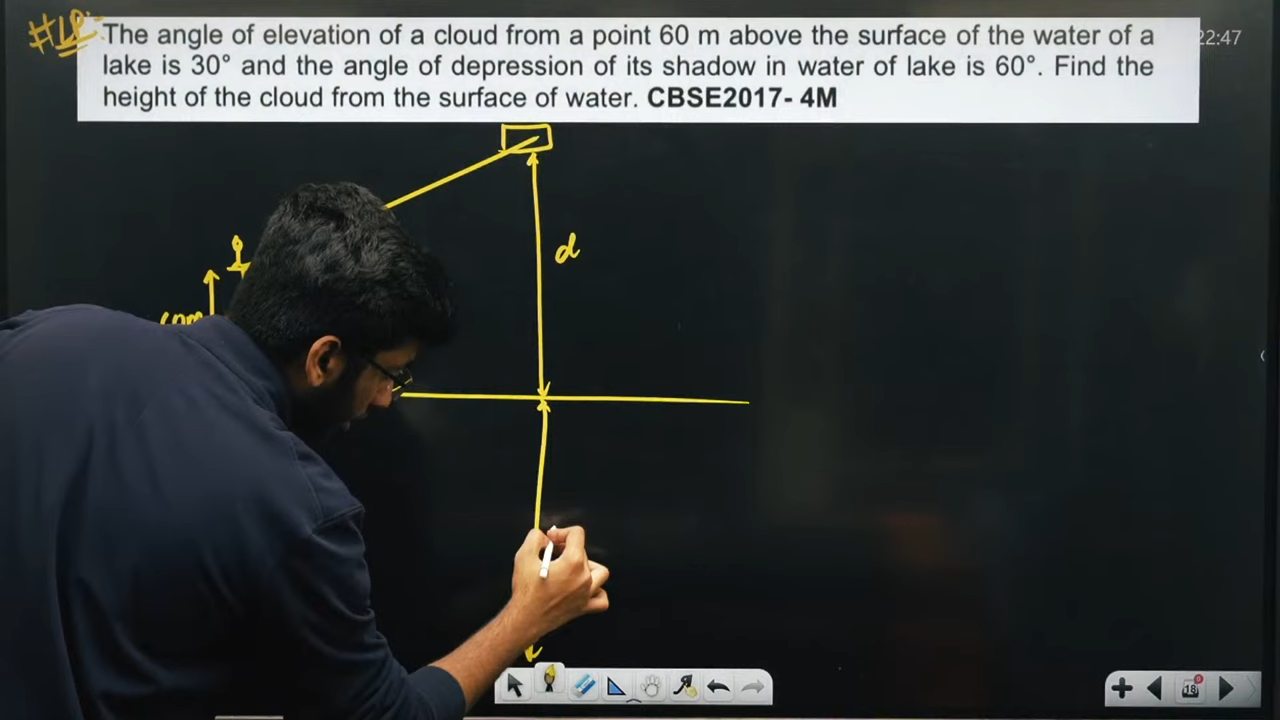 #LP:-
The angle of elevation of a cloud from a point 60 m above the surface of the water of a
lake is 30° and the angle of depression of its shadow in water of lake is 60°. Find the
height of the cloud from the surface of water. CBSE2017- 4M
22:47
d
18